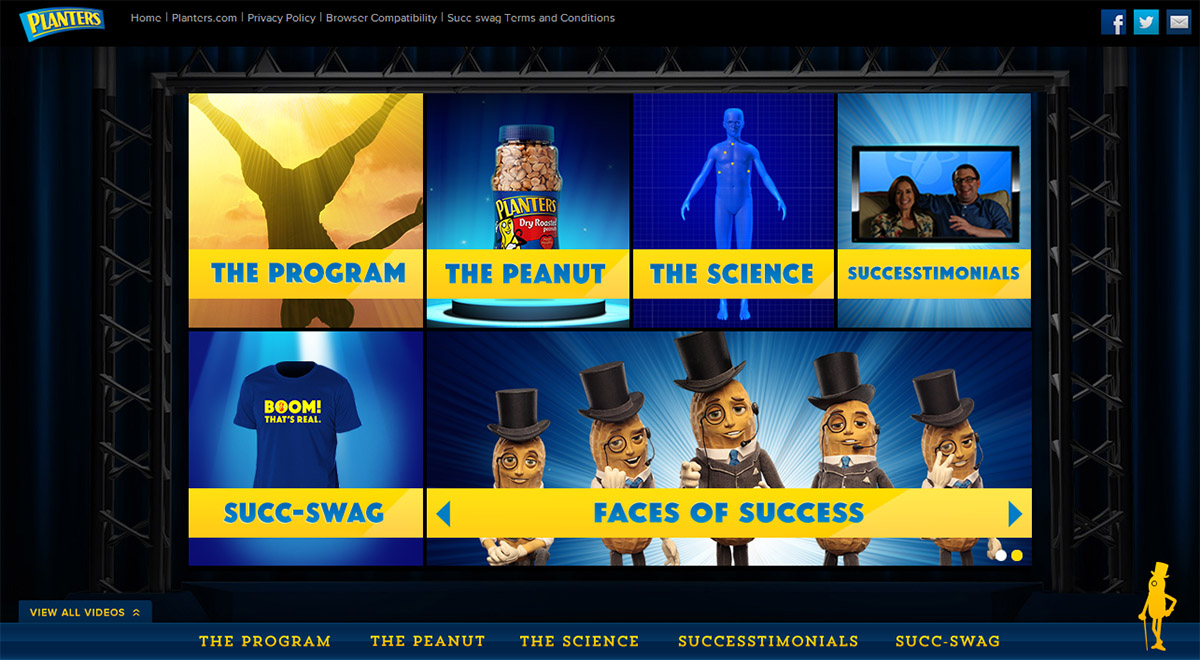 PLANTERS
Home | Planters.com | Privacy Policy | Browser Compatibility | Succ swag Terms and Conditions
PLANTERS
Dry Roasted
peanuts
THE PROGRAM
THE PEANUT
THE SCIENCE
SUCCESSTIMONIALS
BOOM!
THAT'S REAL.
SUCC-SWAG
FACES OF SUCCESS
VIEW ALL VIDEOS
THE PROGRAM THE PEANUT THE SCIENCE SUCCESSTIMONIALS SUCC-SWAG